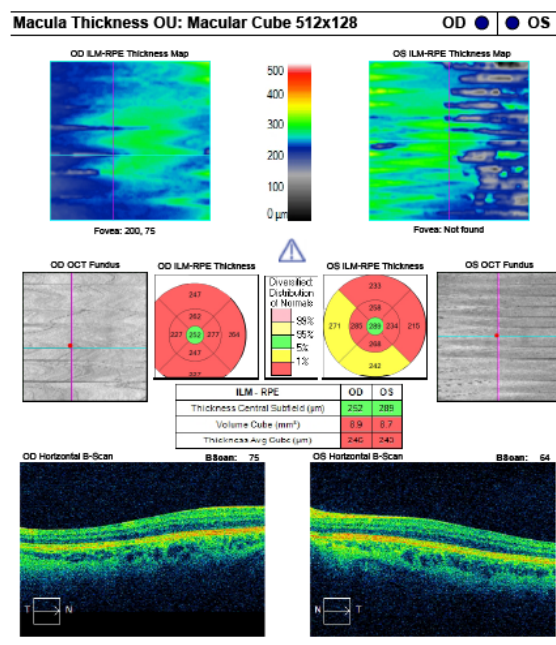 Macula Thickness OU: Macular Cube 512x128 OD OS
OD ILM-RPE Thickness Map
OS ILM-RPE Thickness Map
500
400
300
200
100
0 µm
Fovea: 200, 75
Fovea: Not found
OD OCT Fundus
OD ILM-RPE Thickness
OS ILM-RPE Thickness
OS OCT Fundus
Diversified:
Distribution
of Normals
99%
95%
5%
1%
247
262
227 252 277
247
233
258
271 285 289 234 215
268
242
ILM - RPE OD OS
Thickness Central Subfield (µm) 252 289
Volume Cube (mm³) 8.9 8.7
Thickness Avg Cube (µm)
OD Horizontal B-Scan BScan: 75
OS Horizontal B-Scan BScan: 64
T N
N T